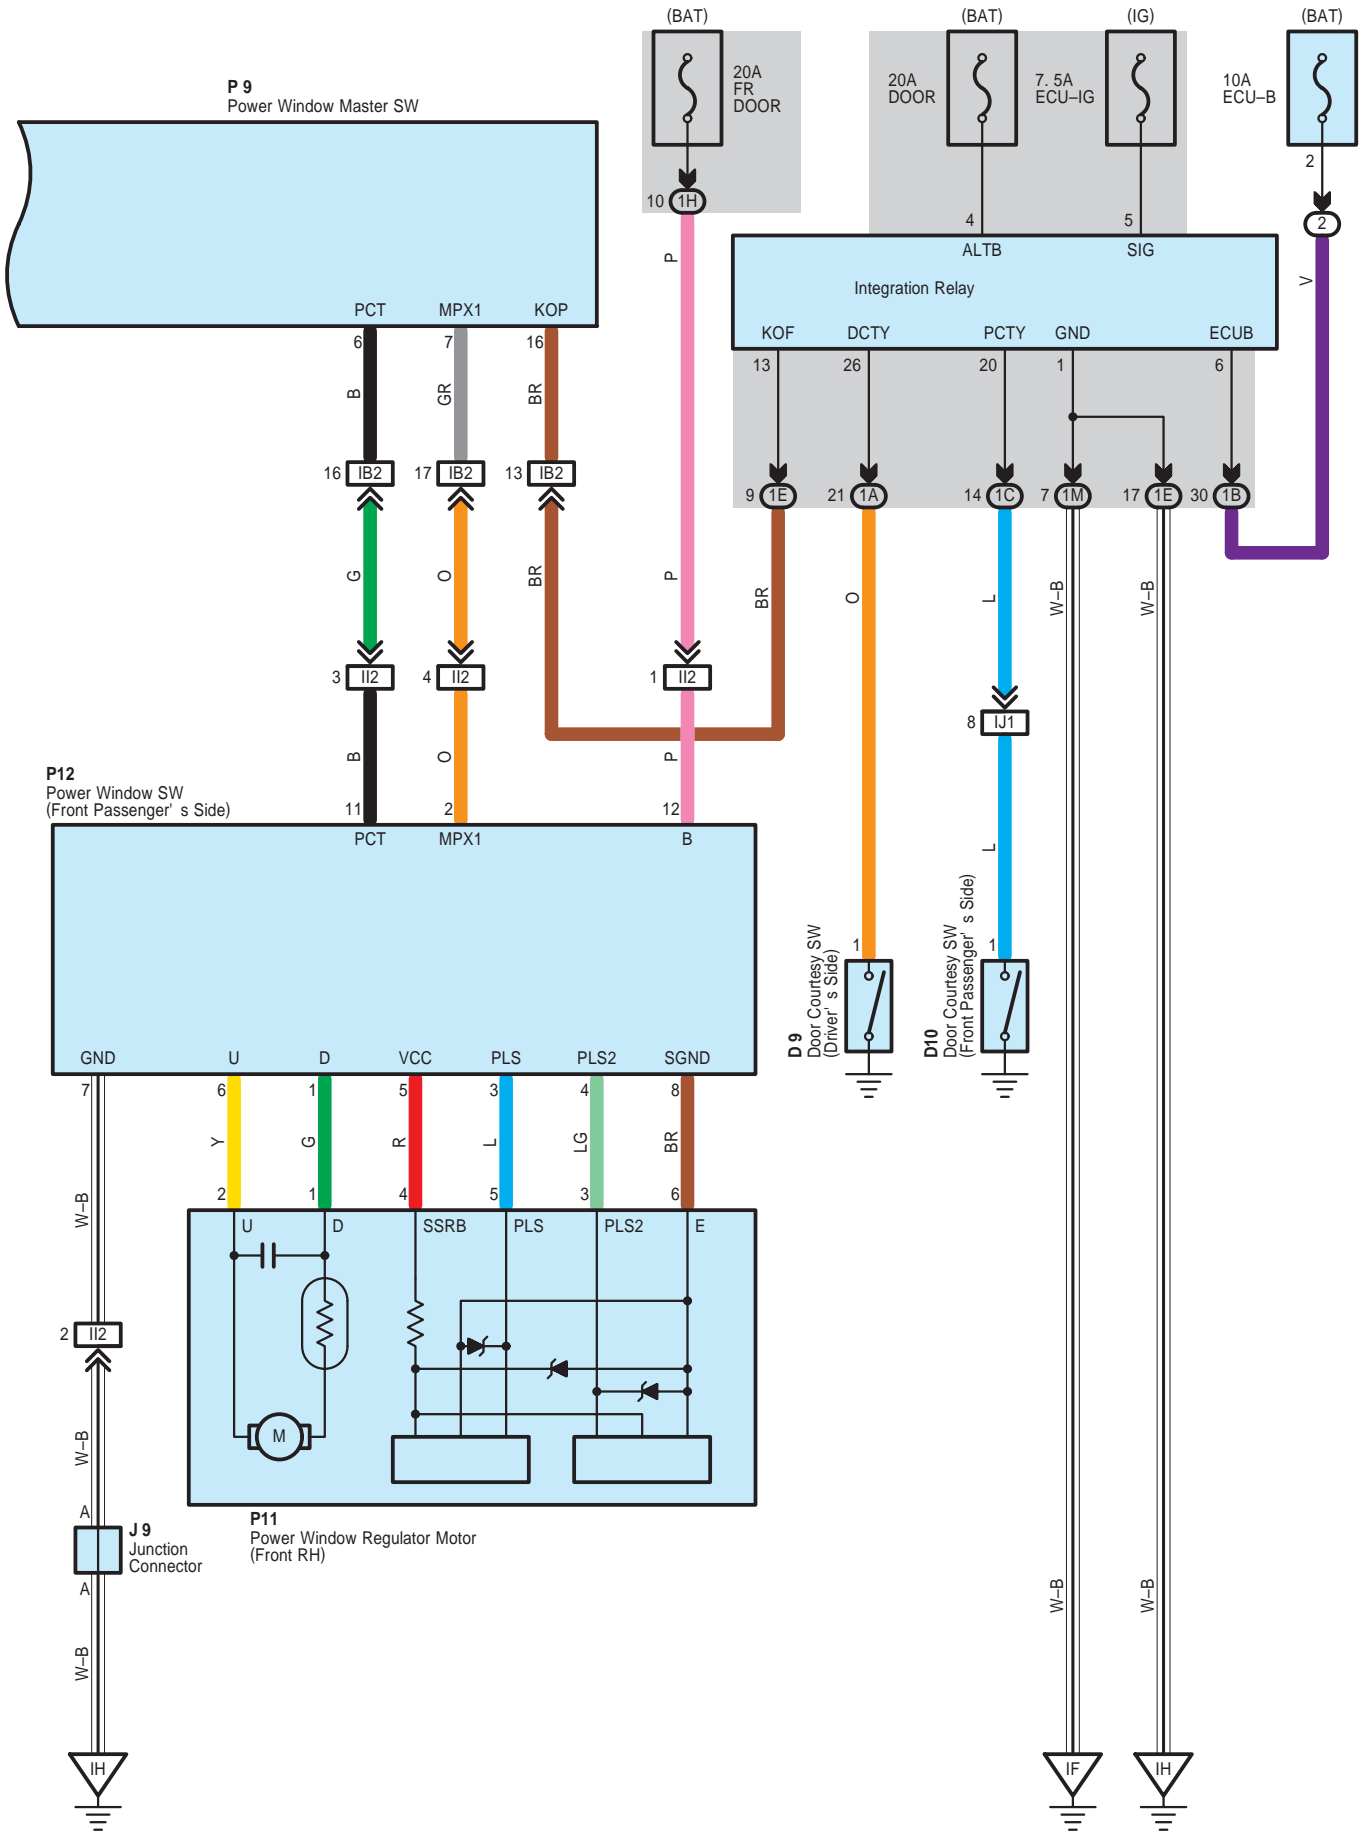 (BAT)
(BAT)
(IG)
(BAT)
P 9
Power Window Master SW
20A
FR
DOOR
20A
DOOR
7. 5A
ECU–IG
10A
ECU–B
2
10 1H
4
5
2
ALTB
SIG
P
V
Integration Relay
PCT
MPX1
KOP
KOF
DCTY
PCTY
GND
ECUB
6
7
16
13
26
20
1
6
B
GR
BR
16 IB2
17 IB2
13 IB2
9 1E
21 1A
14 1C
7 1M
17 1E
30 1B
G
O
BR
P
BR
O
L
W–B
W–B
3 II2
4 II2
1 II2
8 IJ1
B
O
P
P12
Power Window SW
(Front Passenger' s Side)
11
2
12
PCT
MPX1
B
L
1
1
D 9
Door Courtesy SW
(Driver' s Side)
D10
Door Courtesy SW
(Front Passenger' s Side)
GND
U
D
VCC
PLS
PLS2
SGND
7
6
1
5
3
4
8
Y
G
R
L
LG
BR
W–B
2
1
4
5
3
6
U
D
SSRB
PLS
PLS2
E
2 II2
M
W–B
A
J 9
Junction
Connector
A
P11
Power Window Regulator Motor
(Front RH)
W–B
W–B
W–B
IH
IF
IH